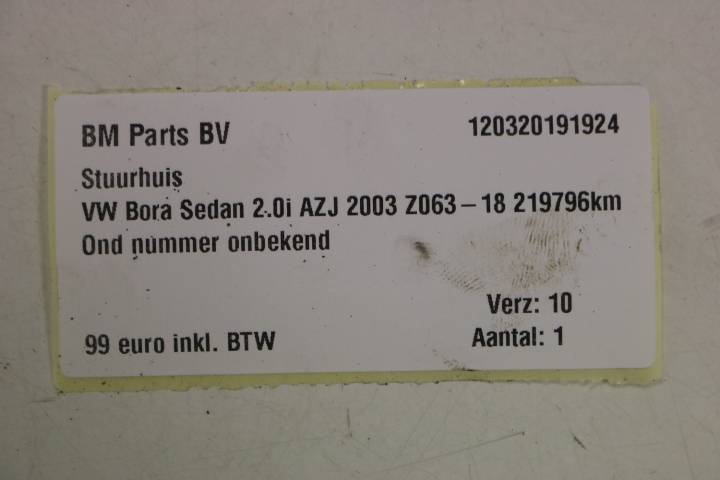 BM Parts BV 120320191924
Stuurhuis
VW Bora Sedan 2.0i AZJ 2003 Z063-18 219796km
Ond nummer onbekend
Verz: 10
99 euro inkl. BTW Aantal: 1